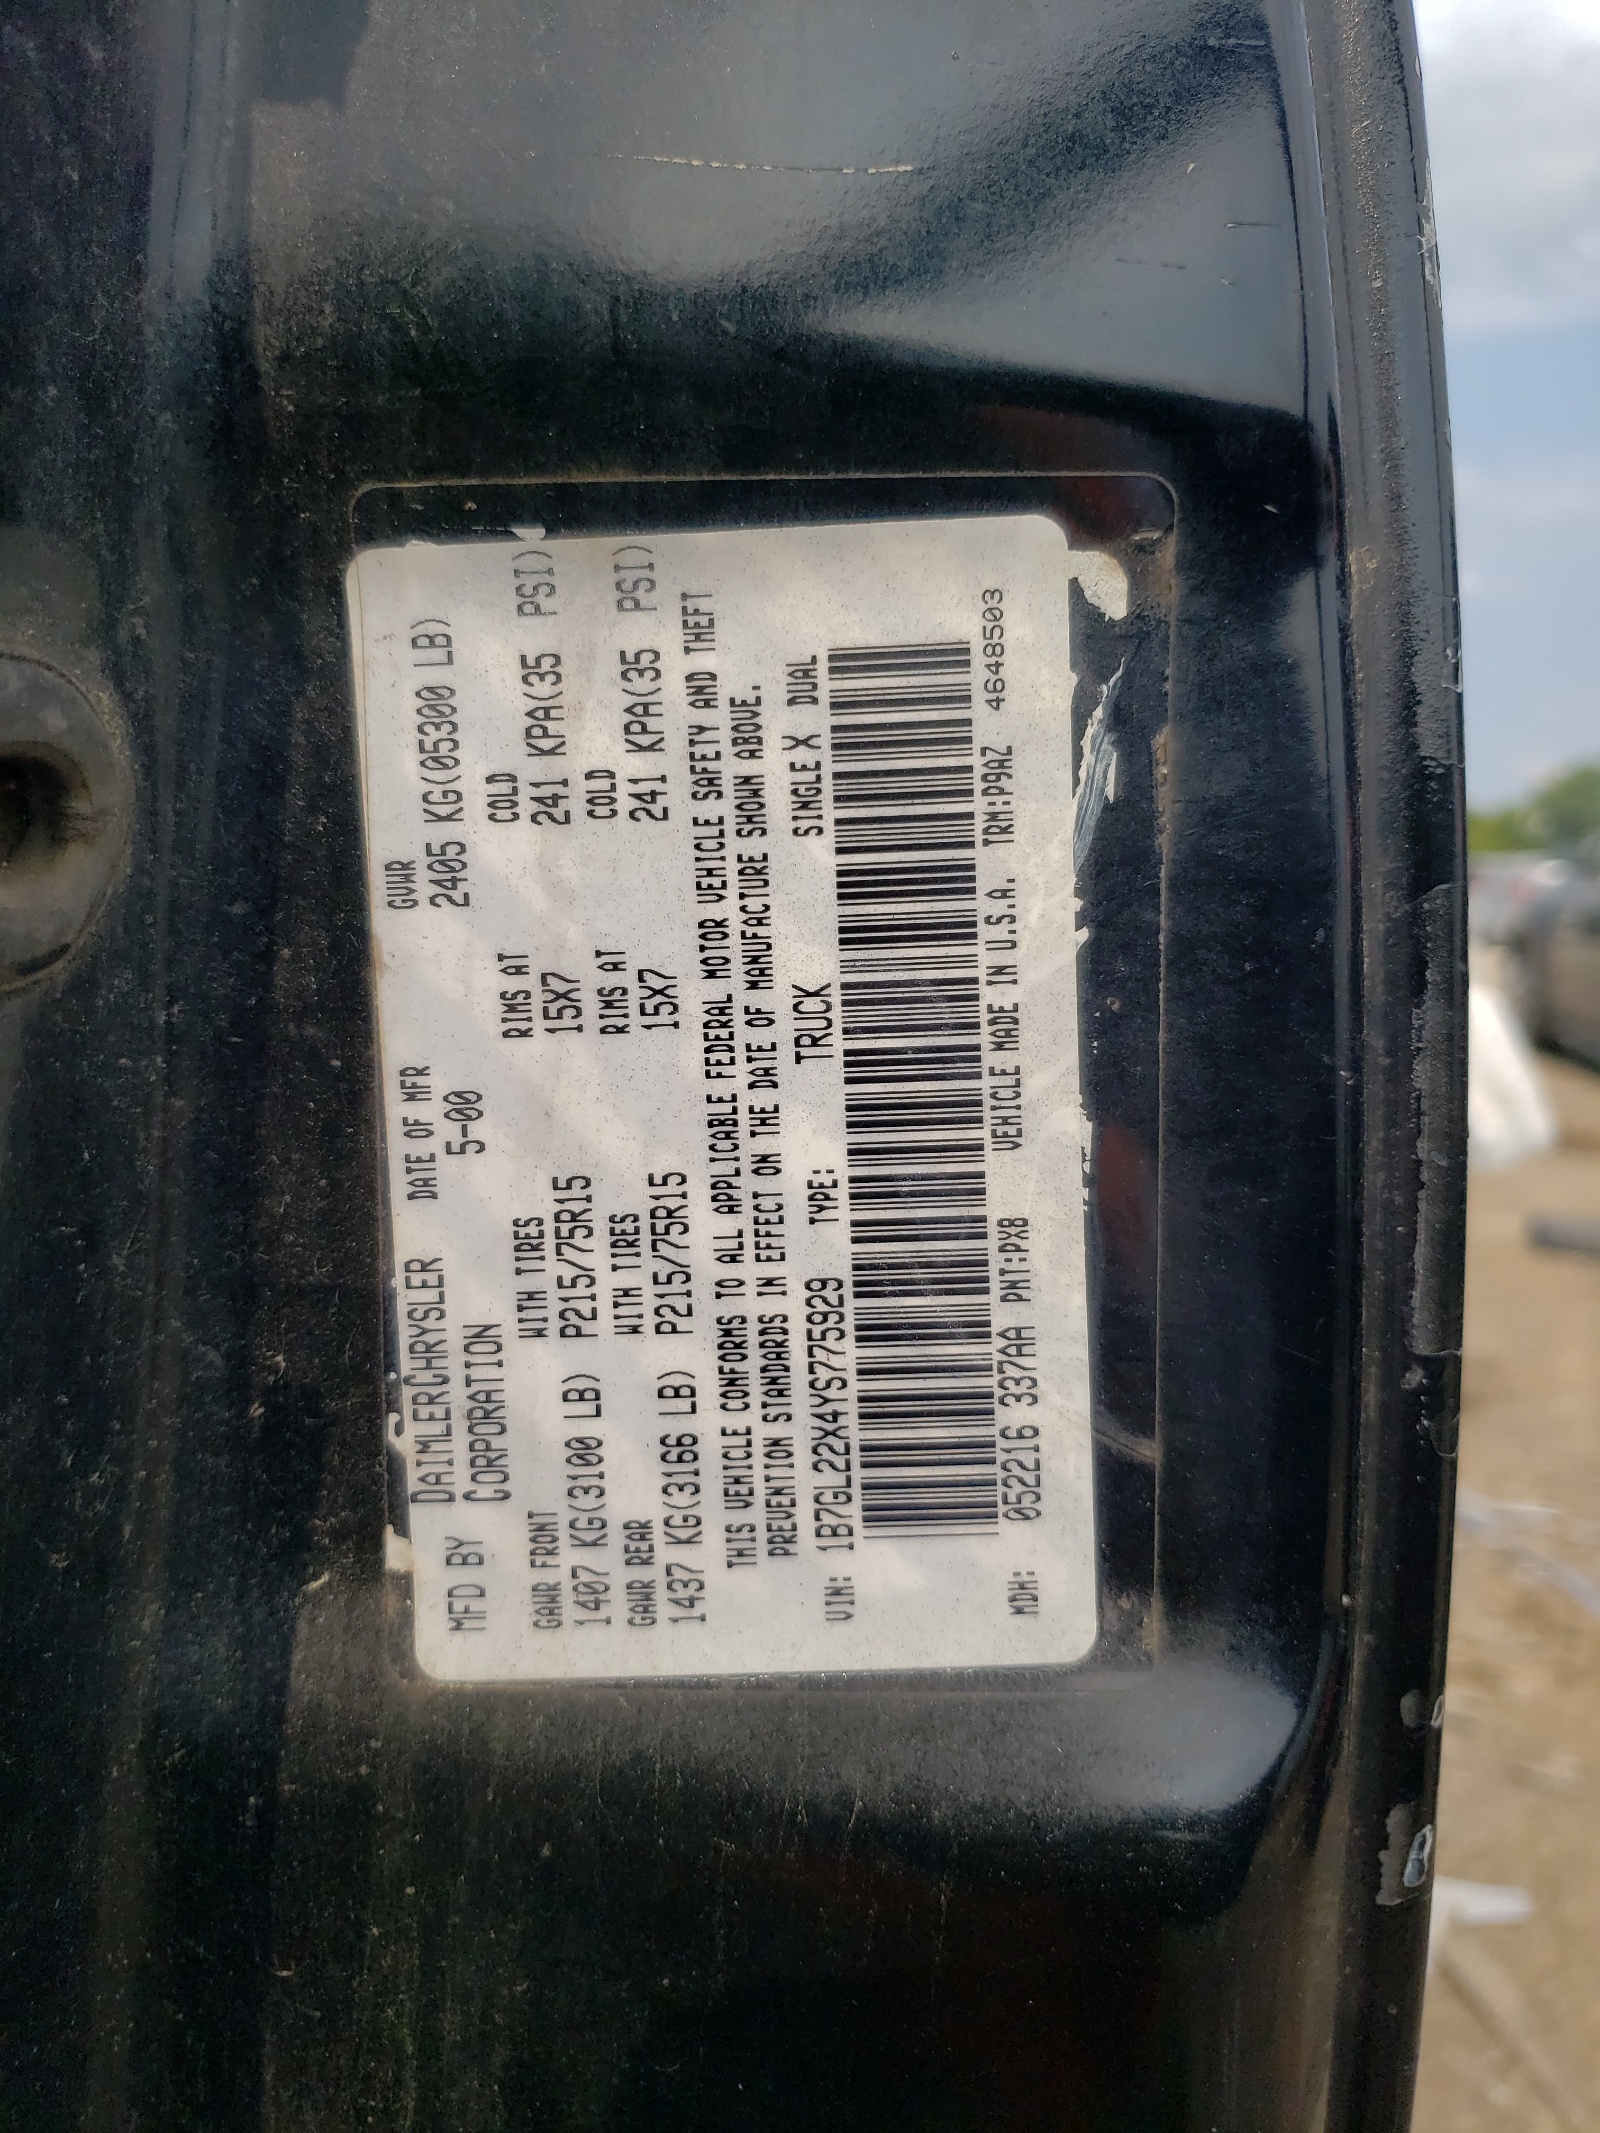 MFD BY DAIMLERCHRYSLER CORPORATION DATE OF MFR 5-00 GVWR 2405 KG(05300 LB)
GAWR FRONT WITH TIRES RIMS AT COLD
1407 KG(3100 LB) P215/75R15 15X7 241 KPA(35 PSI)
GAWR REAR WITH TIRES RIMS AT COLD
1437 KG(3166 LB) P215/75R15 15X7 241 KPA(35 PSI)
THIS VEHICLE CONFORMS TO ALL APPLICABLE FEDERAL MOTOR VEHICLE SAFETY AND THEFT
PREVENTION STANDARDS IN EFFECT ON THE DATE OF MANUFACTURE SHOWN ABOVE.
VIN: 1B7GL22X4YS775929 TYPE: TRUCK SINGLE X DUAL
MDH: 052216 337AA PNT:PX8 VEHICLE MADE IN U.S.A. TRM:P9AZ 4648503